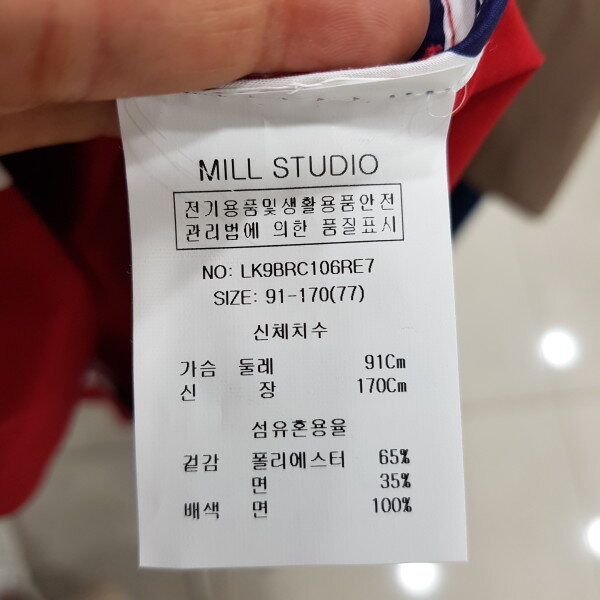 MILL STUDIO
전기용품및생활용품안전
관리법에 의한 품질표시
NO: LK9BRC106RE7
SIZE: 91-170(77)
신체치수
가슴 둘레 91Cm
신 장 170Cm
섬유혼용율
겉감 폴리에스터 65%
면 35%
배색 면 100%